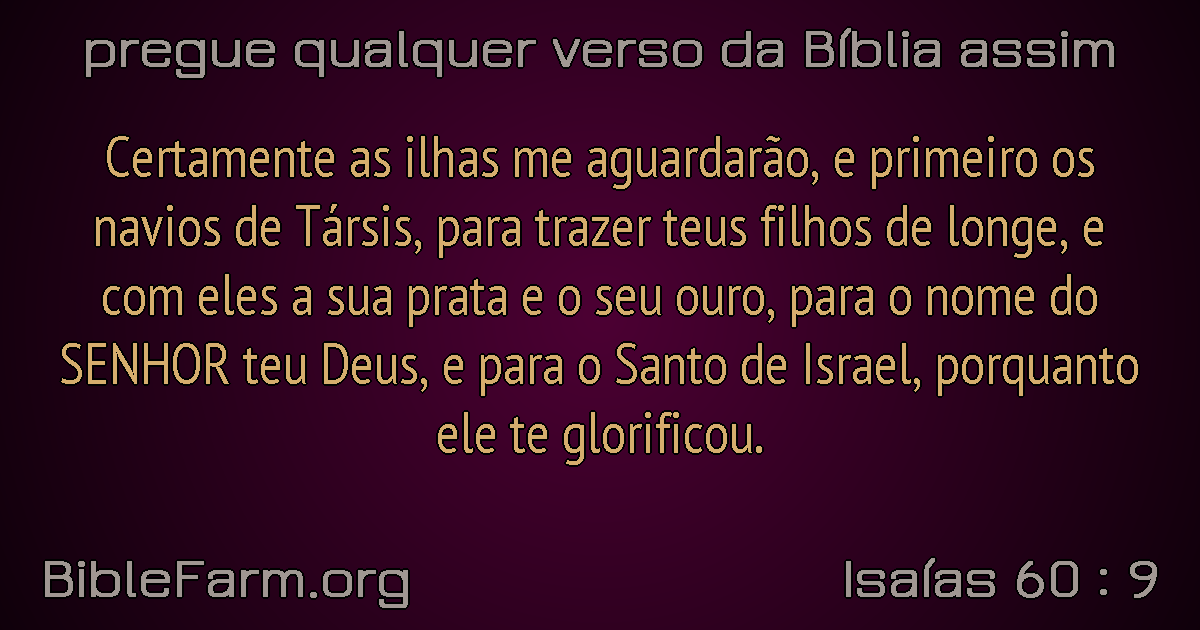 pregue qualquer verso da Bíblia assim
Certamente as ilhas me aguardarão, e primeiro os
navios de Társis, para trazer teus filhos de longe, e
com eles a sua prata e o seu ouro, para o nome do
SENHOR teu Deus, e para o Santo de Israel, porquanto
ele te glorificou.
BibleFarm.org
Isaías 60 : 9